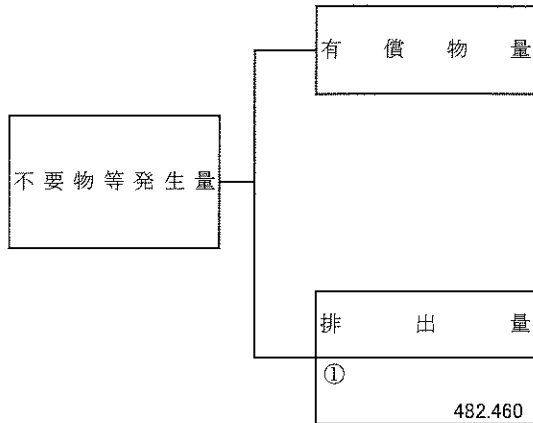 有償物量
不要物等発生量
排出量
①
482.460